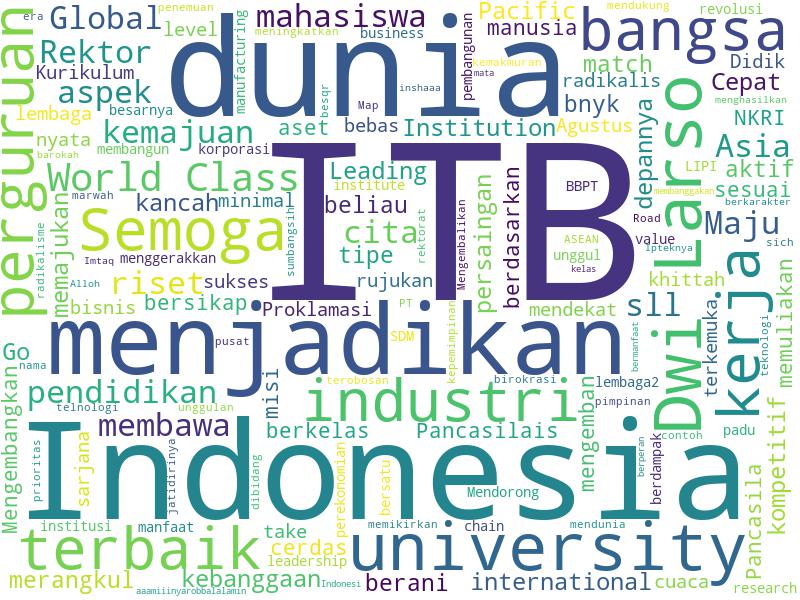 era
penemuan
mendukung
revolusi
Global
level
mahasiswa
Pacific
manusia
bangsa
Rektor
dunia
meningkatkan
business
pembangunan
kemakmuran
mata
match
Didik
Kurikulum
manufacturing
radikalis
Cepat
aspek
besarnya
besqr
Map
inshaaa
bnyk
menghasilkan
lembaga
kemajuan
aset
bebas
Institution
Agustus
depannya
NKRI
nyata
membangun
korporasi
ITB
Asia
barokah
World Class
Leading
institute
BBPT
LIPI
aktif
sesuai
membanggakan
berkarakter
perguruan
marwah
kancah
minimal
beliau
persaingan
berdasarkan
Larso
Semoga
sumbangsih
cita
rektorat
Mengembalikan
Road
Maju
ASEAN
value
sich
radikalisme
memajukan
Imtaq
menggerakkan
tipe
unggul
kelas
Ipteknya
Alloh
riset
sukses
rujukan
khittah
bisnis
bersikap
Proklamasi
PT
mendekat
sll
kerja
Go
menjadikan
pusat
SDM
kepemimpinan
bermanfaat
Dwi
terkemuka
teknologi
memuliakan
nama
misi
terobosan
birokrasi
lembaga2
pendidikan
telnologi
unggulan
industri
pimpinan
Mengembangkan
membawa
berkelas
Pancasilais
mengemban
contoh
padu
kompetitif
prioritas
sarjana
jatidirinya
Indonesia
dibidang
perekonomian
bersatu
Mendorong
berperan
berdampak
Pancasila
institusi
manfaat
take
memikirkan
chain
mendunia
terbaik
cerdas
leadership
university
merangkul
kebanggaan
Indonesi
berani
international
cuaca
research
aaamiiinyarobbalalamin